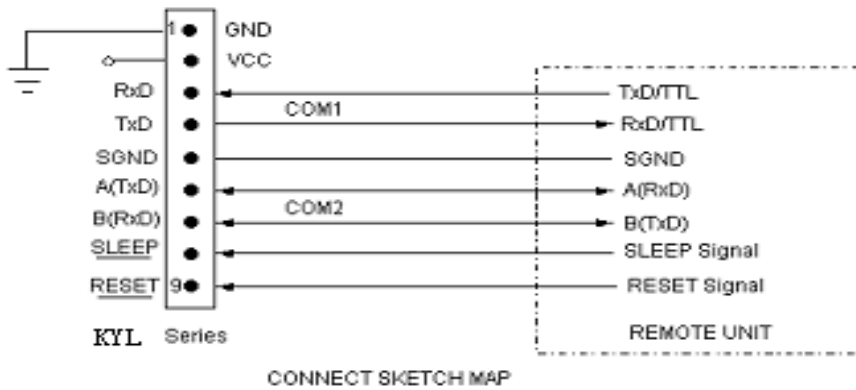 1 GND
VCC
RxD COM1 TxD/TTL
TxD RxD/TTL
SGND SGND
A(TxD) COM2 A(RxD)
B(RxD) B(TxD)
SLEEP SLEEP Signal
RESET 9 RESET Signal
KYL Series REMOTE UNIT
CONNECT SKETCH MAP